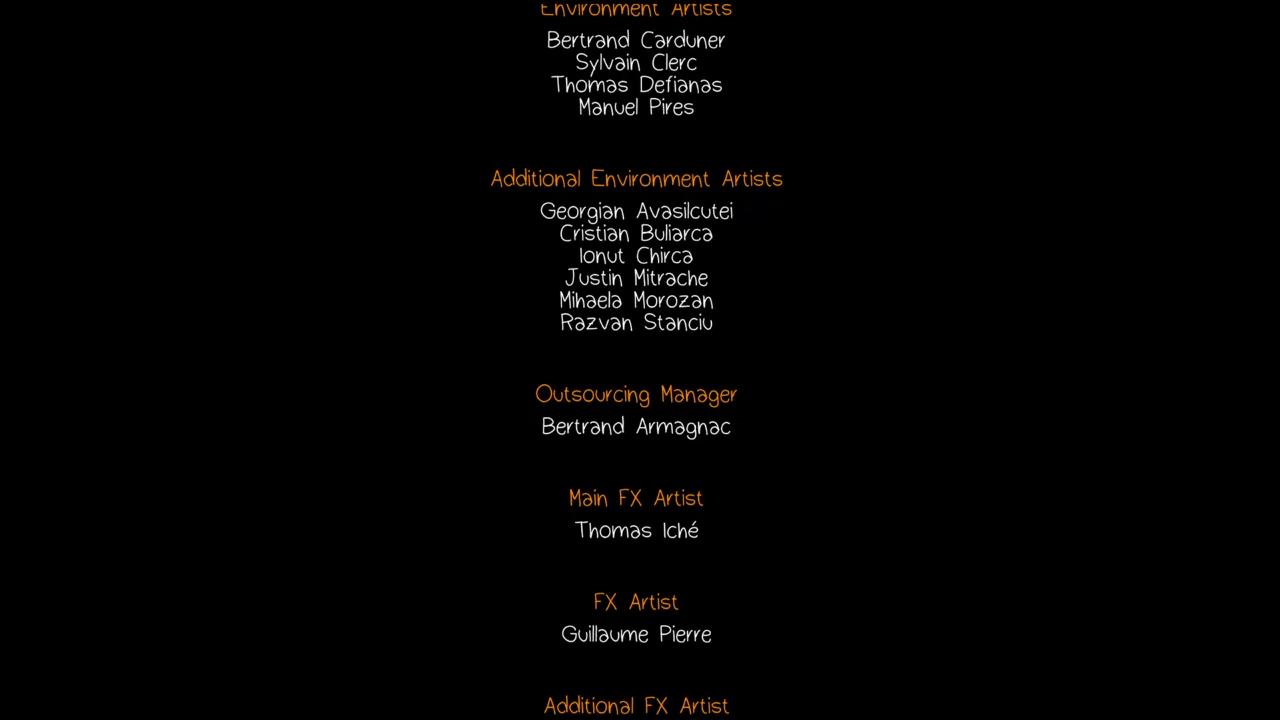 Environment Artists
Bertrand Carduner
Sylvain Clerc
Thomas Defianas
Manuel Pires
Additional Environment Artists
Georgian Avasilcutei
Cristian Buliarca
Ionut Chirca
Justin Mitrache
Mihaela Morozan
Razvan Stanciu
Outsourcing Manager
Bertrand Armagnac
Main FX Artist
Thomas Iché
FX Artist
Guillaume Pierre
Additional FX Artist